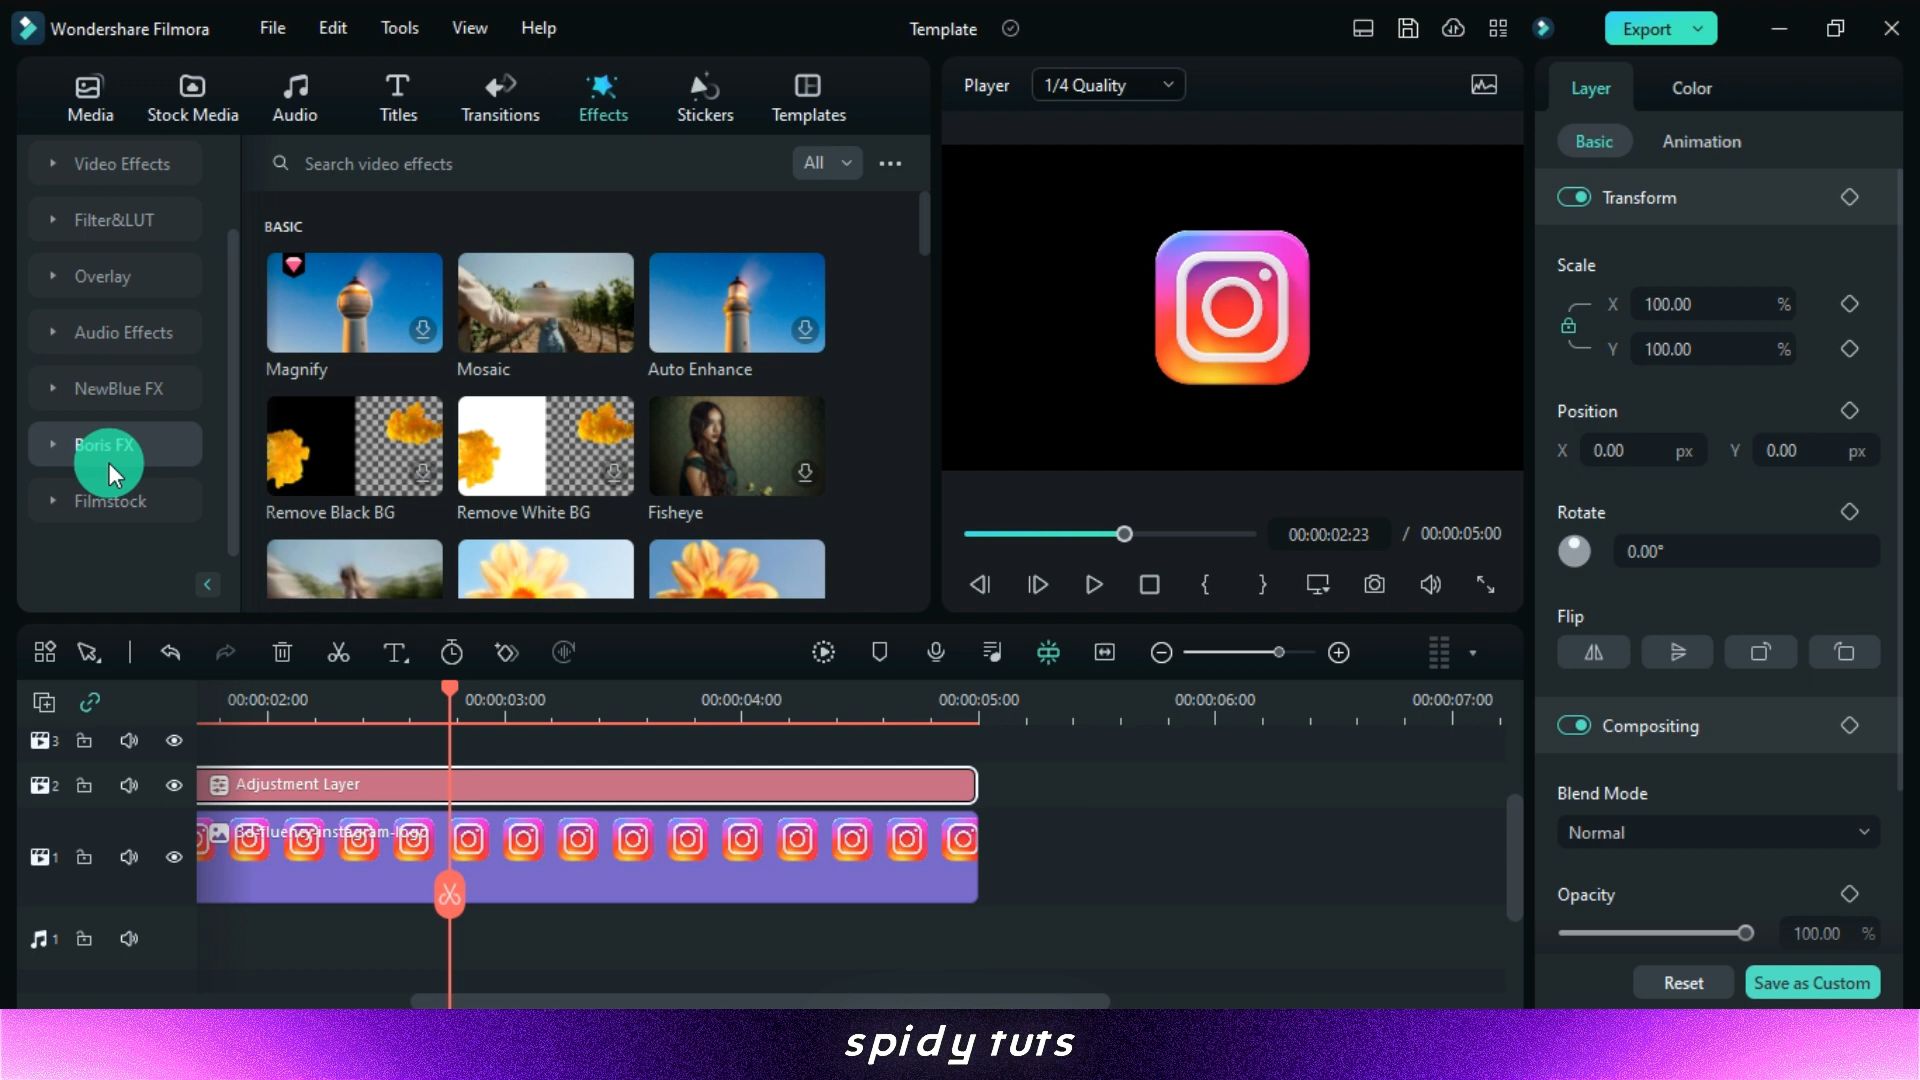 Wondershare Filmora
File
Edit
Tools
View
Help
Template
Export
Media
Stock Media
Audio
Titles
Transitions
Effects
Stickers
Templates
Player
1/4 Quality
Layer
Color
Basic
Animation
Video Effects
Filter&LUT
Overlay
Audio Effects
NewBlue FX
Boris FX
Filmstock
Search video effects
All
BASIC
Magnify
Mosaic
Auto Enhance
Remove Black BG
Remove White BG
Fisheye
00:00:02:23 / 00:00:05:00
Transform
Scale
X 100.00 %
Y 100.00 %
Position
X 0.00 px Y 0.00 px
Rotate
0.00°
Flip
Compositing
Blend Mode
Normal
Opacity
100.00 %
Reset
Save as Custom
00:00:02:00
00:00:03:00
00:00:04:00
00:00:05:00
00:00:06:00
00:00:07:00
3
2
Adjustment Layer
1
3d-fluency-instagram-logo
1
spidy tuts